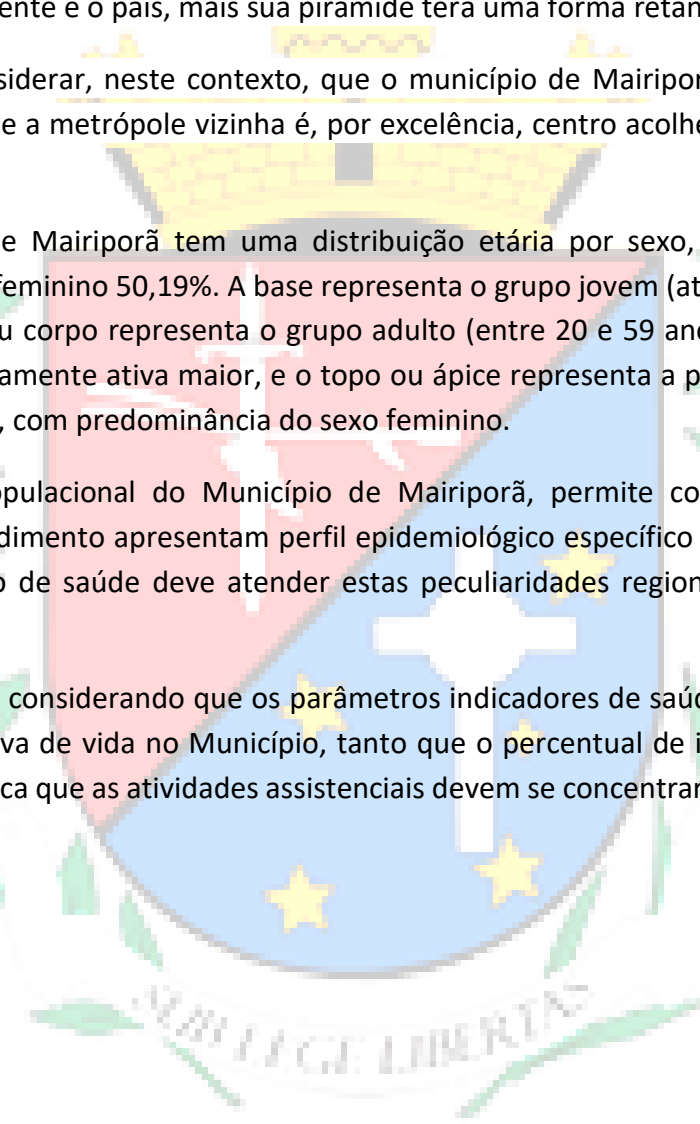 ente é o país, mais sua pirâmide terá uma forma retan
siderar, neste contexto, que o município de Mairipor
e a metrópole vizinha é, por excelência, centro acolhe
e Mairiporã tem uma distribuição etária por sexo,
feminino 50,19%. A base representa o grupo jovem (at
u corpo representa o grupo adulto (entre 20 e 59 ano
amente ativa maior, e o topo ou ápice representa a p
, com predominância do sexo feminino.
opulacional do Município de Mairiporã, permite co
dimento apresentam perfil epidemiológico específico
o de saúde deve atender estas peculiaridades region
considerando que os parâmetros indicadores de saúd
va de vida no Município, tanto que o percentual de i
ca que as atividades assistenciais devem se concentrar
SUB LEGE LIBERTAS